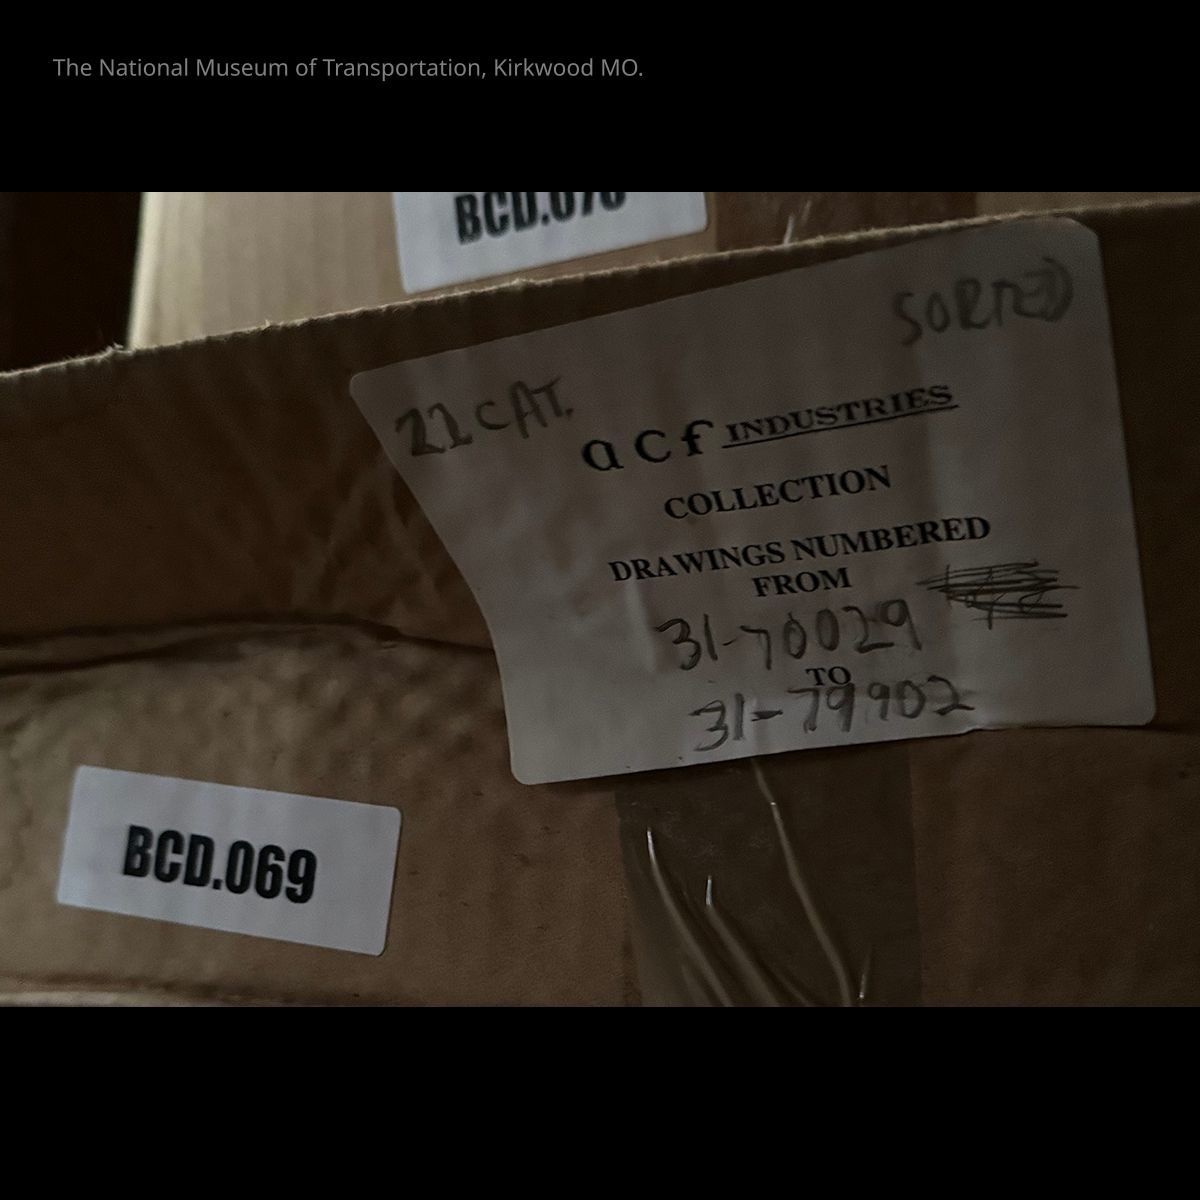 The National Museum of Transportation, Kirkwood MO.
SORTED
22 CAT.
acf INDUSTRIES
COLLECTION
DRAWINGS NUMBERED
FROM
31-70029
TO
31-79902
BCD.069